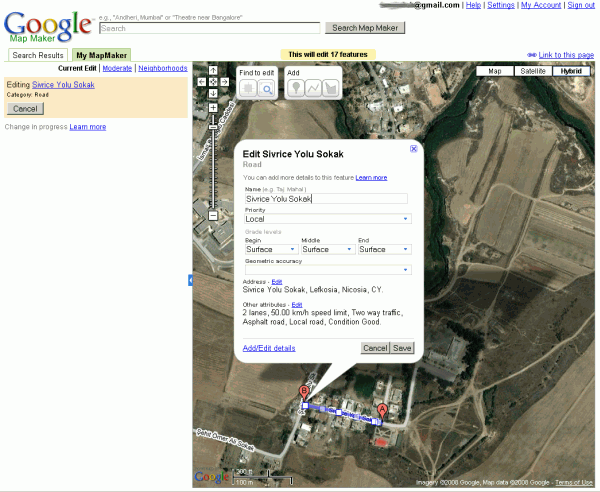 @gmail.com | Help | Settings | My Account | Sign out
Google
Map Maker
e.g., "Andheri, Mumbai" or "Theatre near Bangalore"
Search
Search Map Maker
Search Results
My MapMaker
This will edit 17 features
Link to this page
Current Edit | Moderate | Neighborhoods
Editing Sivrice Yolu Sokak
Category: Road
Cancel
Change in progress Learn more
Find to edit
Add
Map
Satellite
Hybrid
Edit Sivrice Yolu Sokak
Road
You can add more details to this feature Learn more
Name (e.g. Taj Mahal)
Sivrice Yolu Sokak
Priority
Local
Grade levels
Begin
Middle
End
Surface
Surface
Surface
Geometric accuracy
Address - Edit
Sivrice Yolu Sokak, Lefkosia, Nicosia, CY.
Other attributes - Edit
2 lanes, 50.00 km/h speed limit, Two way traffic,
Asphalt road, Local road, Condition Good.
Add/Edit details
Cancel
Save
B
A
Şehit Omer Ali Sokak
Google
300 ft
100 m
Imagery ©2008 Google, Map data ©2008 Google - Terms of Use